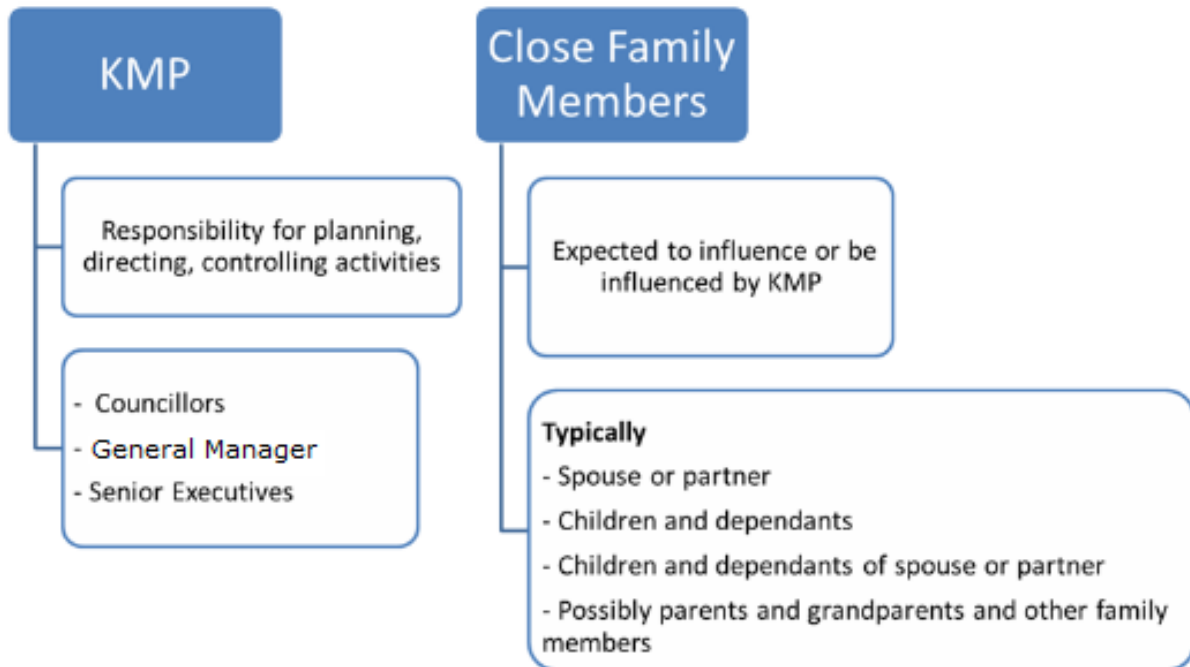 KMP
Responsibility for planning,
directing, controlling activities
- Councillors
- General Manager
- Senior Executives
Close Family
Members
Expected to influence or be
influenced by KMP
Typically
- Spouse or partner
- Children and dependants
- Children and dependants of spouse or partner
- Possibly parents and grandparents and other family
members